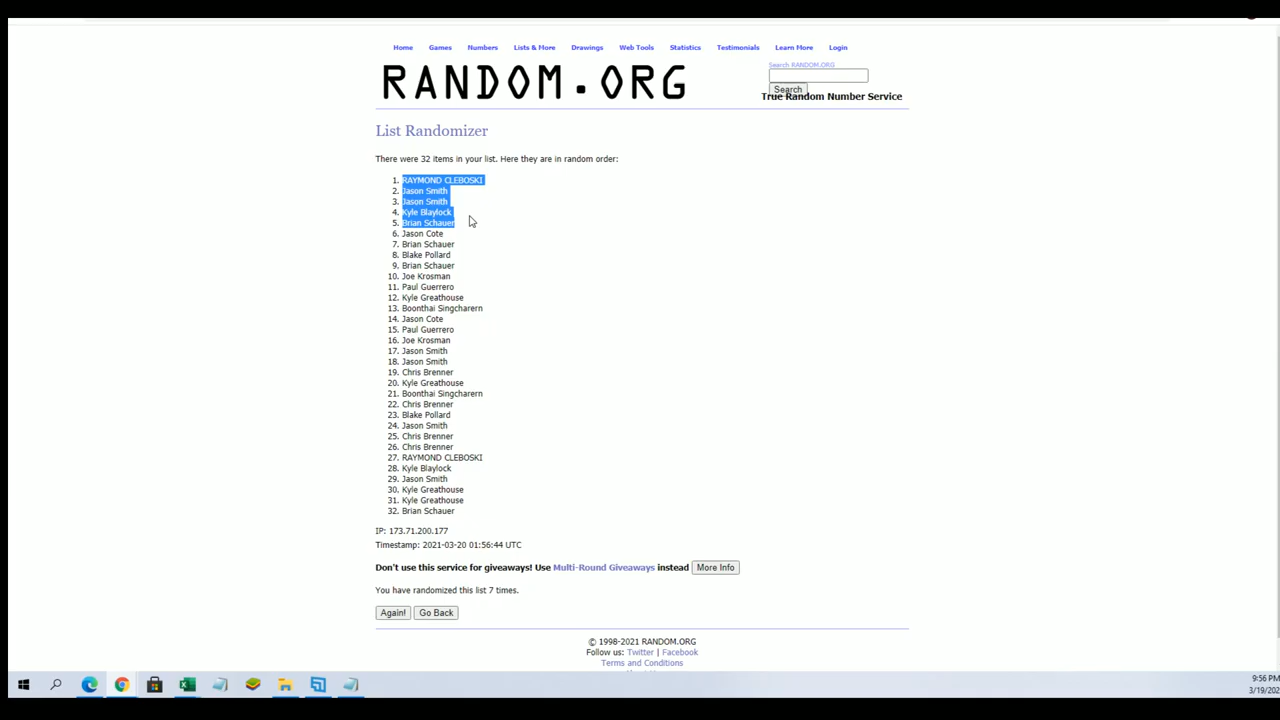 Home Games Numbers Lists & More Drawings Web Tools Statistics Testimonials Learn More Login
Search RANDOM.ORG
RANDOM.ORG
Search
True Random Number Service
List Randomizer
There were 32 items in your list. Here they are in random order:
1. RAYMOND CLEBOSKI
2. Jason Smith
3. Jason Smith
4. Kyle Blaylock
5. Brian Schauer
6. Jason Cote
7. Brian Schauer
8. Blake Pollard
9. Brian Schauer
10. Joe Krosman
11. Paul Guerrero
12. Kyle Greathouse
13. Boonthai Singcharern
14. Jason Cote
15. Paul Guerrero
16. Joe Krosman
17. Jason Smith
18. Jason Smith
19. Chris Brenner
20. Kyle Greathouse
21. Boonthai Singcharern
22. Chris Brenner
23. Blake Pollard
24. Jason Smith
25. Chris Brenner
26. Chris Brenner
27. RAYMOND CLEBOSKI
28. Kyle Blaylock
29. Jason Smith
30. Kyle Greathouse
31. Kyle Greathouse
32. Brian Schauer
IP: 173.71.200.177
Timestamp: 2021-03-20 01:56:44 UTC
Don't use this service for giveaways! Use Multi-Round Giveaways instead More Info
You have randomized this list 7 times.
Again! Go Back
© 1998-2021 RANDOM.ORG
Follow us: Twitter | Facebook
Terms and Conditions
9:56 PM
3/19/202